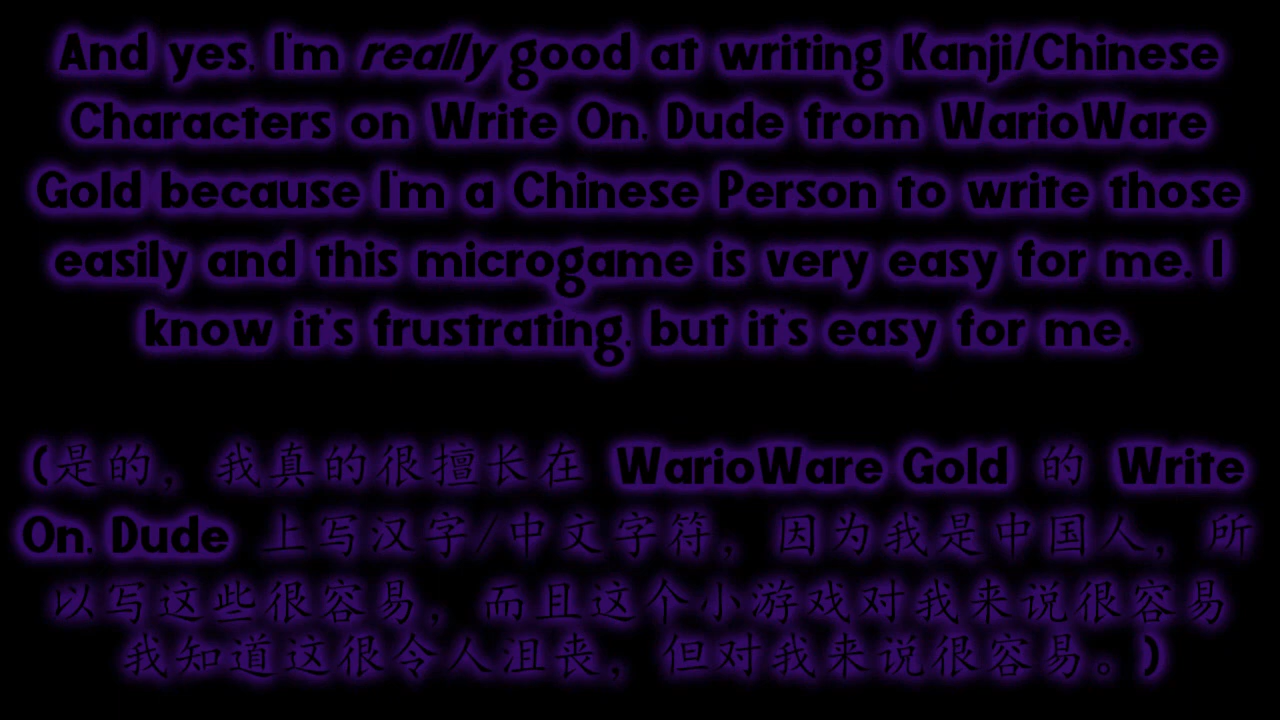 And yes, I'm really good at writing Kanji/Chinese
Characters on Write On, Dude from WarioWare
Gold because I'm a Chinese Person to write those
easily and this microgame is very easy for me. I
know it's frustrating, but it's easy for me.
(是的，我真的很擅长在 WarioWare Gold 的 Write
On, Dude 上写汉字/中文字符，因为我是中国人，所
以写这些很容易，而且这个小游戏对我来说很容易
我知道这很令人沮丧，但对我来说很容易。)